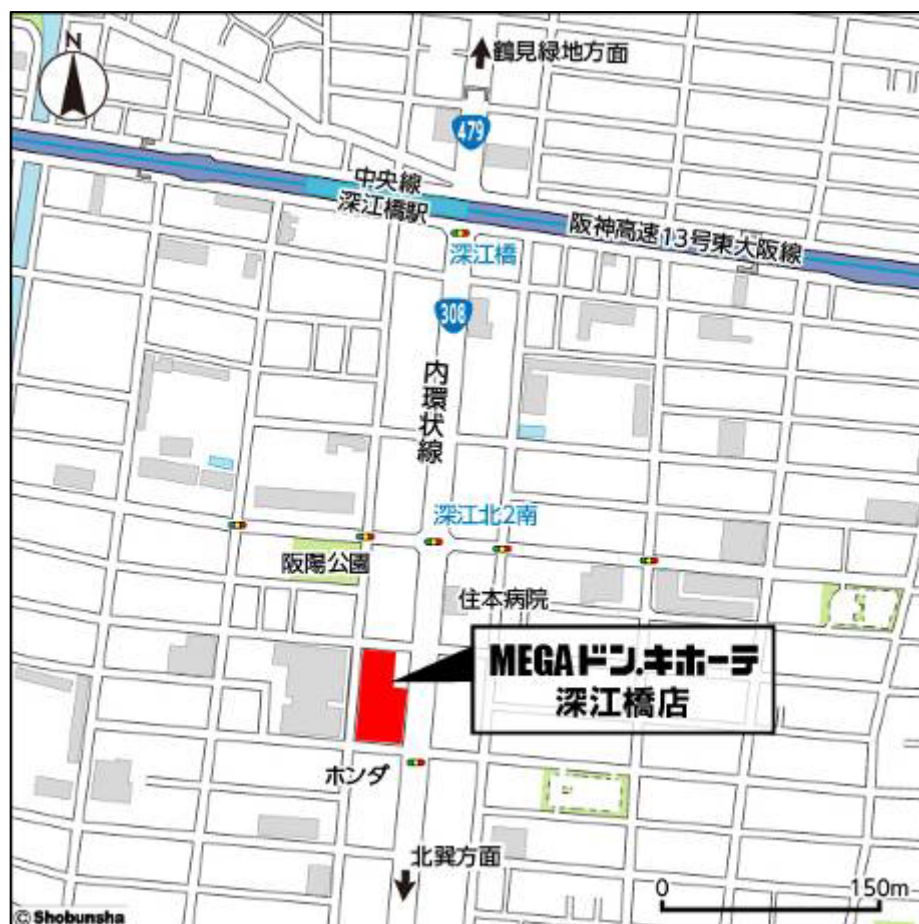 N
鶴見緑地方面
479
中央線
深江橋駅
阪神高速13号東大阪線
深江橋
308
内環状線
深江北2南
阪陽公園
住本病院
MEGAドン.キホーテ
深江橋店
ホンダ
北巽方面
0 150m
© Shobunsha